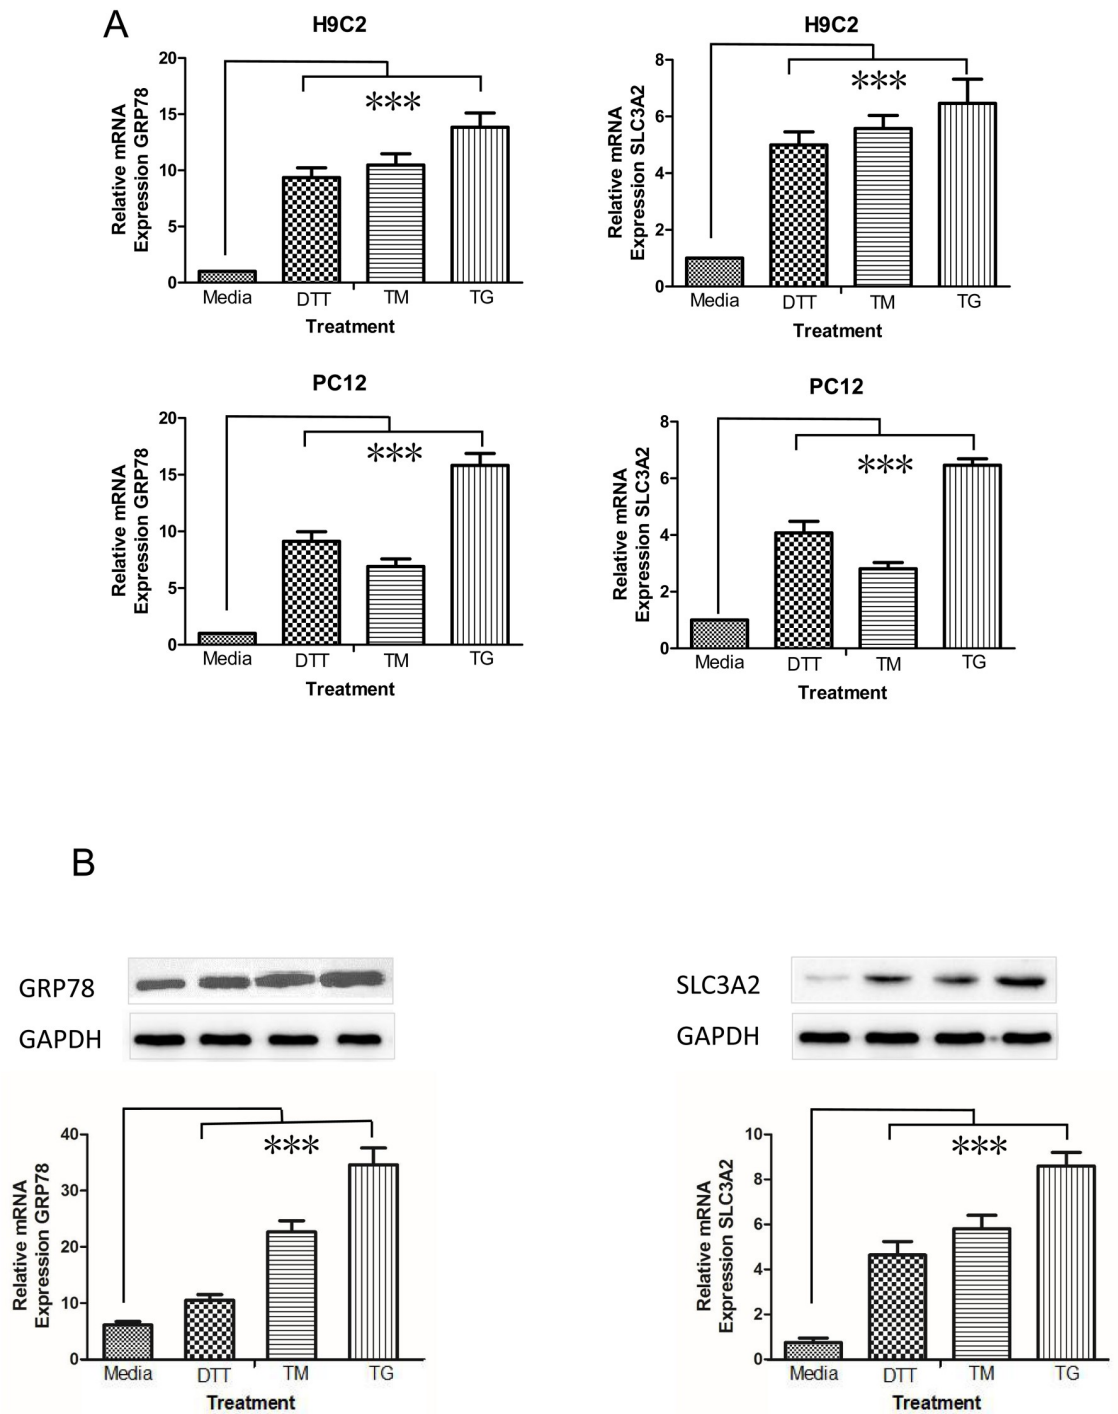 A
H9C2
Relative mRNA
Expression GRP78
20
15
10
5
0
***
Media DTT TM TG
Treatment
H9C2
Relative mRNA
Expression SLC3A2
8
6
4
2
0
***
Media DTT TM TG
Treatment
PC12
Relative mRNA
Expression GRP78
20
15
10
5
0
***
Media DTT TM TG
Treatment
PC12
Relative mRNA
Expression SLC3A2
8
6
4
2
0
***
Media DTT TM TG
Treatment
B
GRP78
GAPDH
Relative mRNA
Expression GRP78
40
30
20
10
0
***
Media DTT TM TG
Treatment
SLC3A2
GAPDH
Relative mRNA
Expression SLC3A2
10
8
6
4
2
0
***
Media DTT TM TG
Treatment